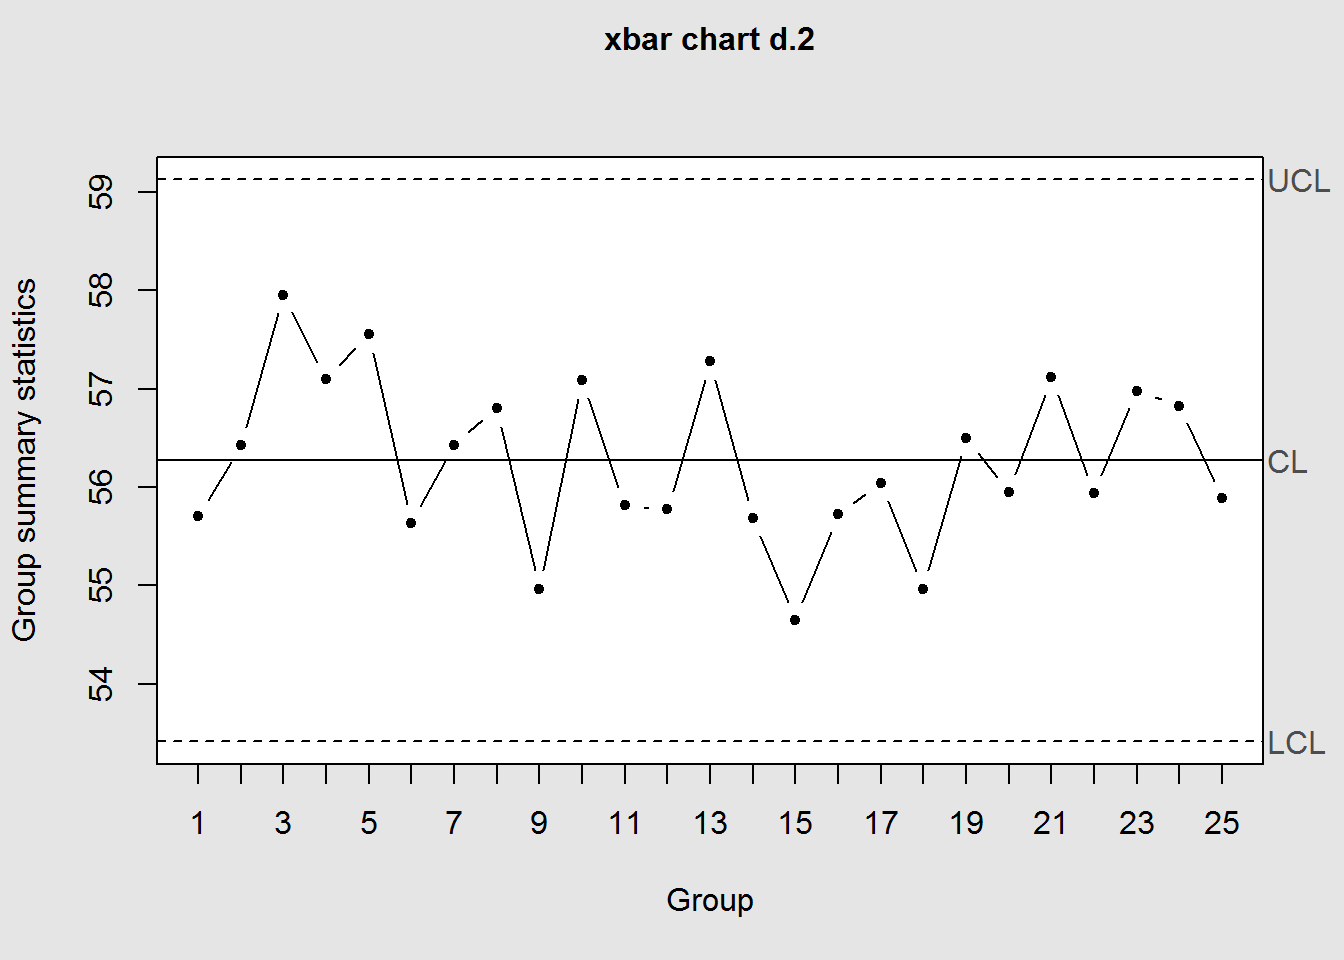 xbar chart d.2
Group summary statistics
59
58
57
56
55
54
UCL
CL
LCL
1 3 5 7 9 11 13 15 17 19 21 23 25
Group